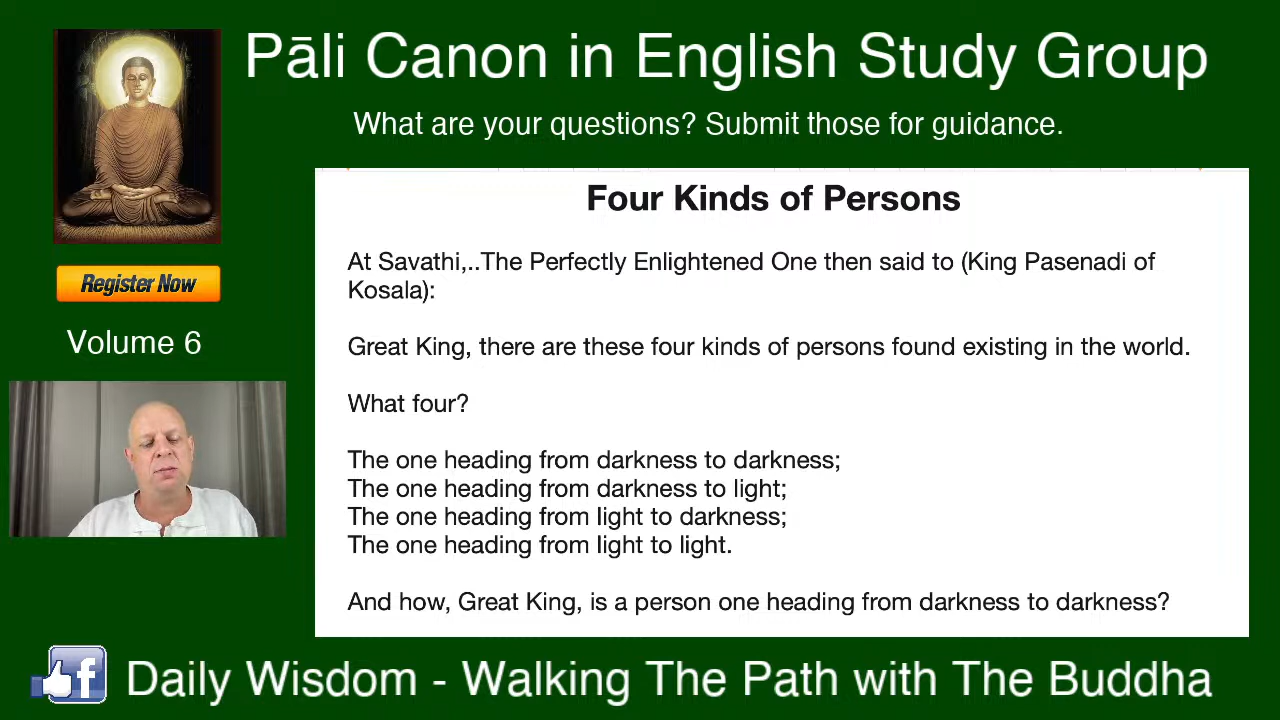 Pāli Canon in English Study Group
What are your questions? Submit those for guidance.
Register Now
Volume 6
Four Kinds of Persons
At Savathi,..The Perfectly Enlightened One then said to (King Pasenadi of
Kosala):
Great King, there are these four kinds of persons found existing in the world.
What four?
The one heading from darkness to darkness;
The one heading from darkness to light;
The one heading from light to darkness;
The one heading from light to light.
And how, Great King, is a person one heading from darkness to darkness?
f
Daily Wisdom - Walking The Path with The Buddha